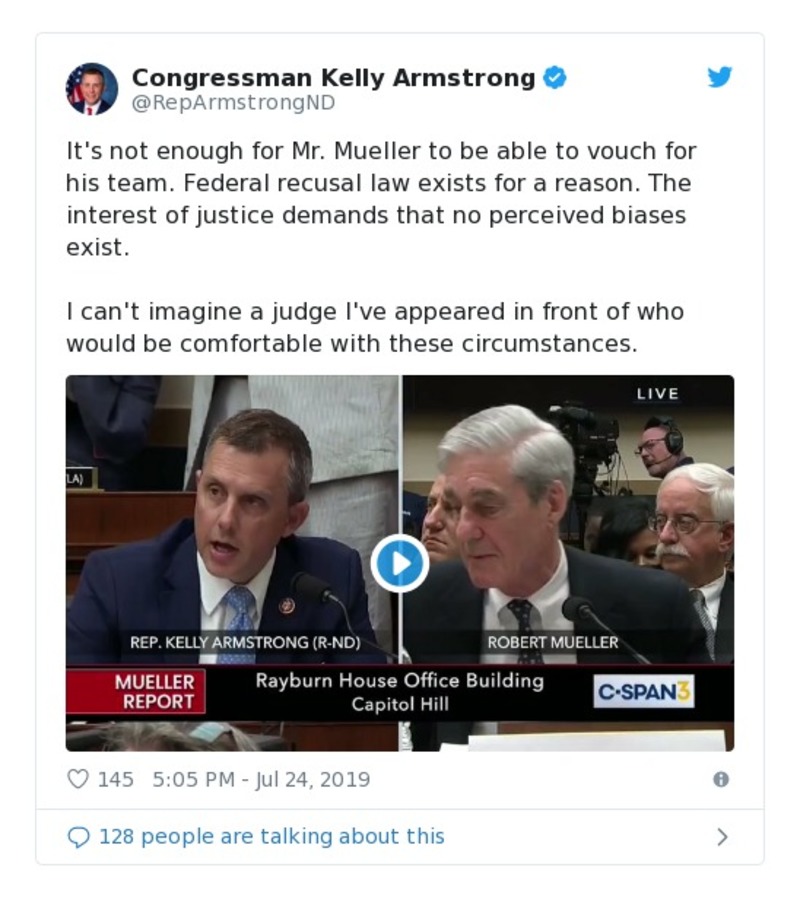 Congressman Kelly Armstrong
@RepArmstrongND
It's not enough for Mr. Mueller to be able to vouch for
his team. Federal recusal law exists for a reason. The
interest of justice demands that no perceived biases
exist.
I can't imagine a judge I've appeared in front of who
would be comfortable with these circumstances.
LIVE
LA)
REP. KELLY ARMSTRONG (R-ND)
ROBERT MUELLER
MUELLER
REPORT
Rayburn House Office Building
Capitol Hill
C-SPAN3
145 5:05 PM - Jul 24, 2019
128 people are talking about this